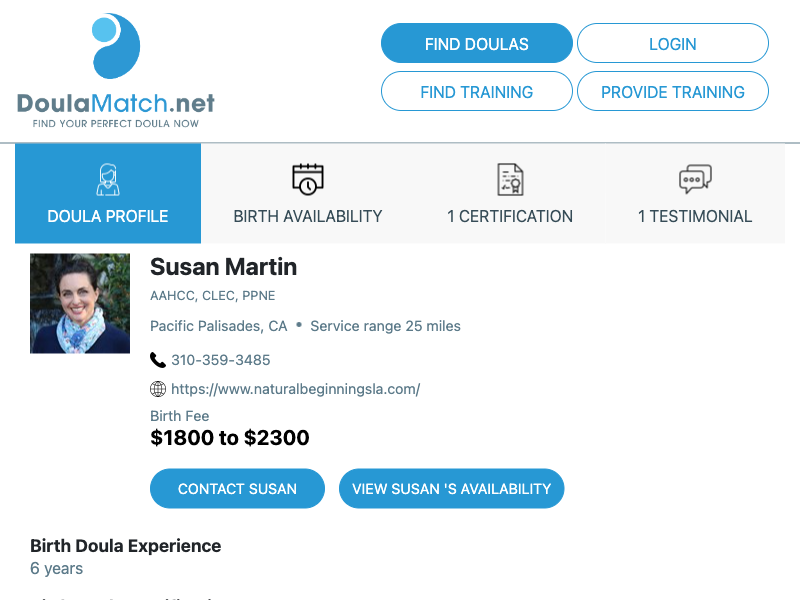 DoulaMatch.net
FIND YOUR PERFECT DOULA NOW
FIND DOULAS
LOGIN
FIND TRAINING
PROVIDE TRAINING
DOULA PROFILE
BIRTH AVAILABILITY
1 CERTIFICATION
1 TESTIMONIAL
Susan Martin
AAHCC, CLEC, PPNE
Pacific Palisades, CA • Service range 25 miles
310-359-3485
https://www.naturalbeginningsla.com/
Birth Fee
$1800 to $2300
CONTACT SUSAN
VIEW SUSAN 'S AVAILABILITY
Birth Doula Experience
6 years